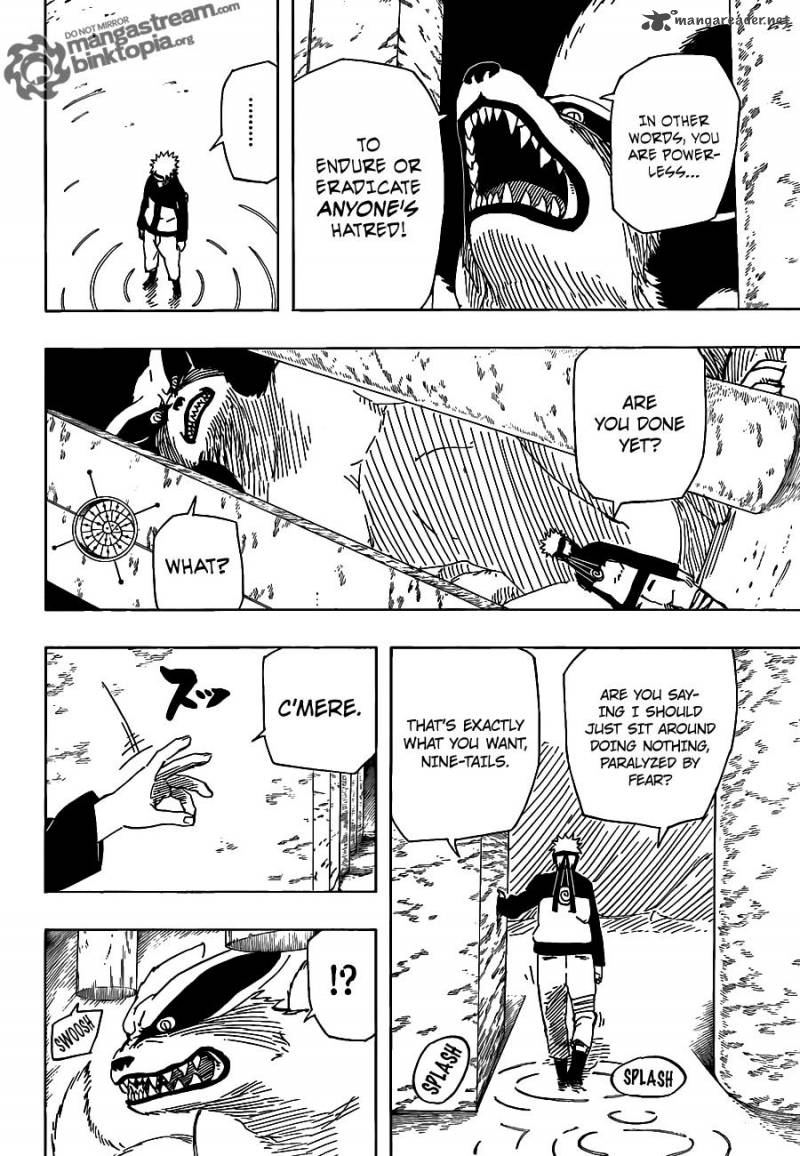 DO NOT MIRROR
mangastream.com
binktopia.org
mangareader.net
IN OTHER
WORDS, YOU
ARE POWER-
LESS...
TO
ENDURE OR
ERADICATE
ANYONE'S
HATRED!
.........
ARE
YOU DONE
YET?
WHAT?
ARE YOU SAY-
ING I SHOULD
JUST SIT AROUND
DOING NOTHING,
PARALYZED BY
FEAR?
THAT'S EXACTLY
WHAT YOU WANT,
NINE-TAILS.
SPLASH
SPLASH
C'MERE.
ズッ
!?
SWOOSH